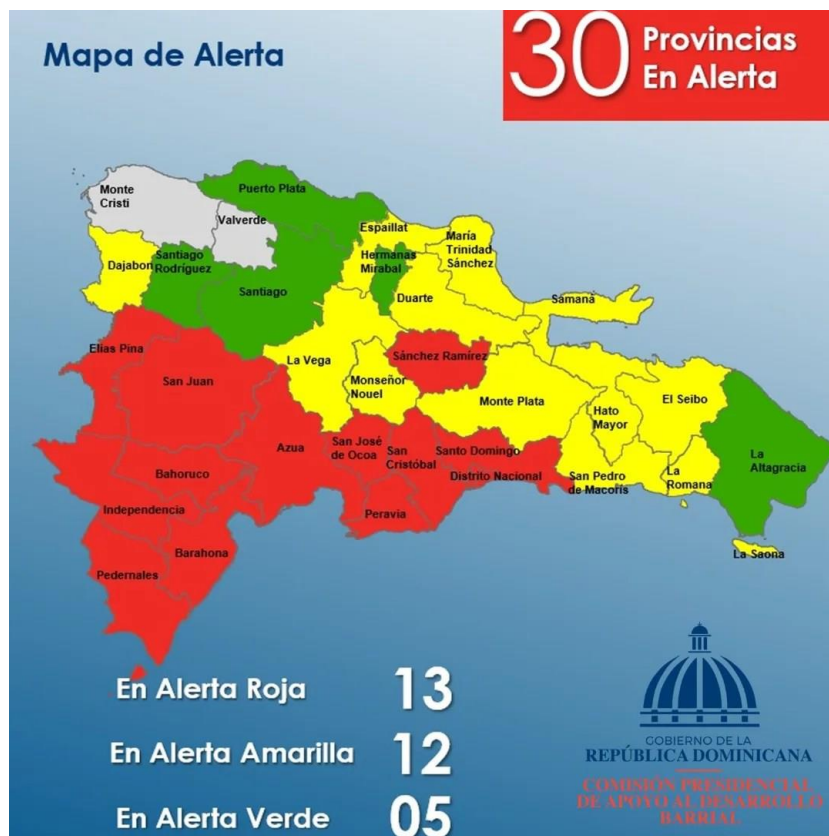 Mapa de Alerta
30
Provincias
En Alerta
Monte
Cristi
Puerto Plata
Valverde
Espaillat
María
Trinidad
Sánchez
Dajabon
Santiago
Rodríguez
Hermanas
Mirabal
Santiago
Duarte
Samaná
Elias Pina
San Juan
La Vega
Sánchez Ramírez
Monseñor
Nouel
Monte Plata
Hato
Mayor
El Seibo
Azua
San José
de Ocoa
San
Cristóbal
Santo Domingo
Distrito Nacional
San Pedro
de Macorís
La
Romana
La
Altagracia
Bahoruco
Independencia
Peravia
Barahona
Pedernales
La Saona
En Alerta Roja 13
En Alerta Amarilla 12
En Alerta Verde 05
GOBIERNO DE LA
REPÚBLICA DOMINICANA
COMISIÓN PRESIDENCIAL
DE APOYO AL DESARROLLO
BARRIAL